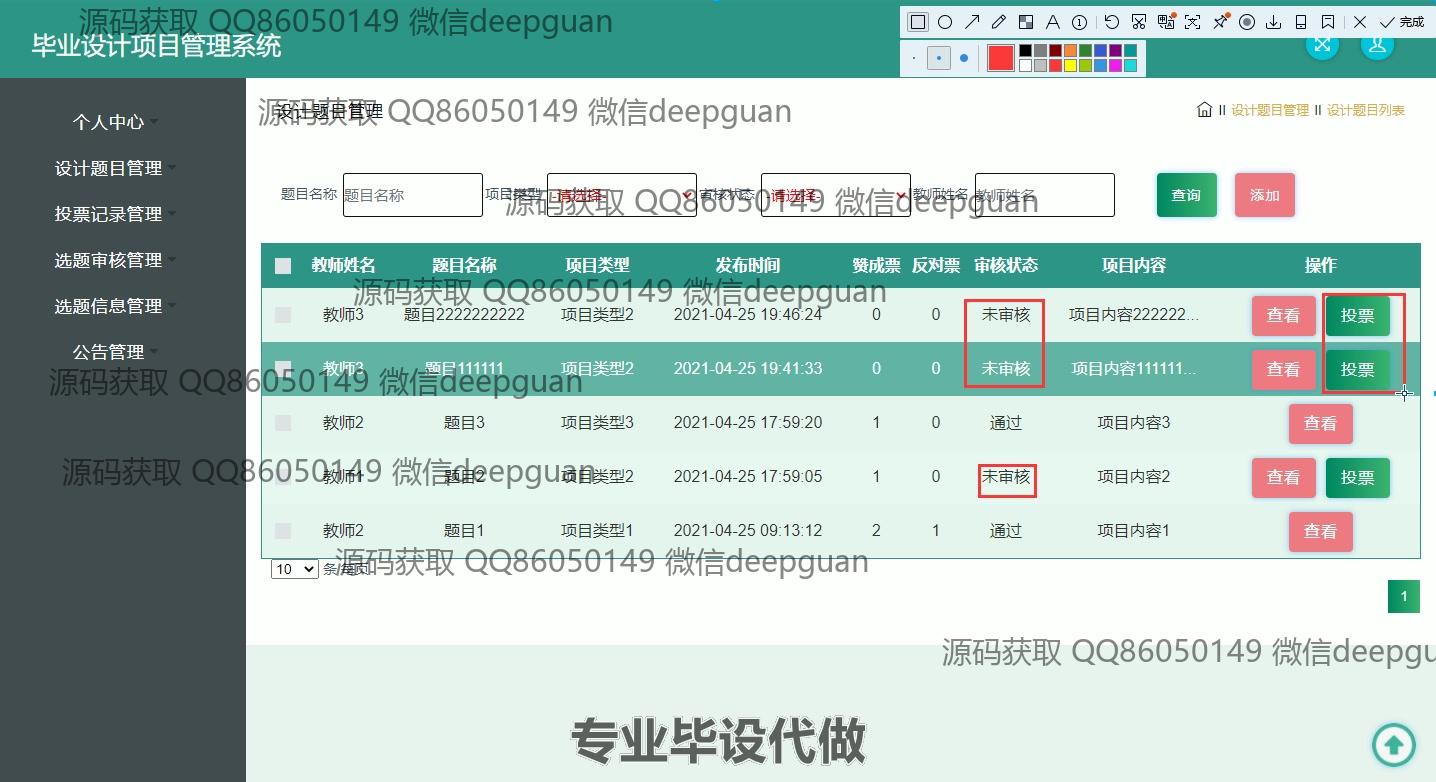 源码获取 QQ86050149 微信deepguan
毕业设计项目管理系统
完成
个人中心
设计题目管理
投票记录管理
选题审核管理
选题信息管理
公告管理
源码获取 QQ86050149 微信deepguan
设计题目管理
设计题目管理 设计题目列表
题目名称 题目名称 项目类型 -请选择- 审核状态 -请选择- 教师姓名 教师姓名 查询 添加
源码获取 QQ86050149 微信deepguan
教师姓名 题目名称 项目类型 发布时间 赞成票 反对票 审核状态 项目内容 操作
源码获取 QQ86050149 微信deepguan
教师3 题目2222222222 项目类型2 2021-04-25 19:46:24 0 0 未审核 项目内容222222... 查看 投票
教师3 题目111111 项目类型2 2021-04-25 19:41:33 0 0 未审核 项目内容111111... 查看 投票
源码获取 QQ86050149 微信deepguan
教师2 题目3 项目类型3 2021-04-25 17:59:20 1 0 通过 项目内容3 查看
源码获取 QQ86050149 微信deepguan
教师1 题目2 项目类型2 2021-04-25 17:59:05 1 0 未审核 项目内容2 查看 投票
教师2 题目1 项目类型1 2021-04-25 09:13:12 2 1 通过 项目内容1 查看
源码获取 QQ86050149 微信deepguan
10 条/每页
1
源码获取 QQ86050149 微信deepgu
专业毕设代做